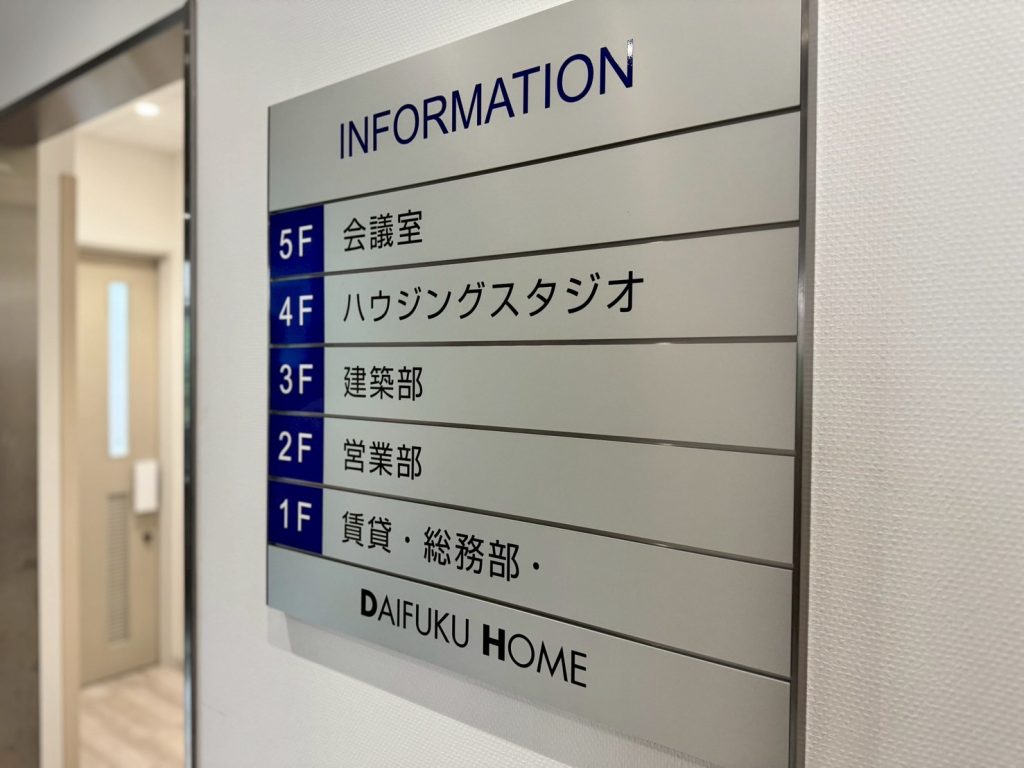 INFORMATION
5F 会議室
4F ハウジングスタジオ
3F 建築部
2F 営業部
1F 賃貸・総務部・
DAIFUKU HOME